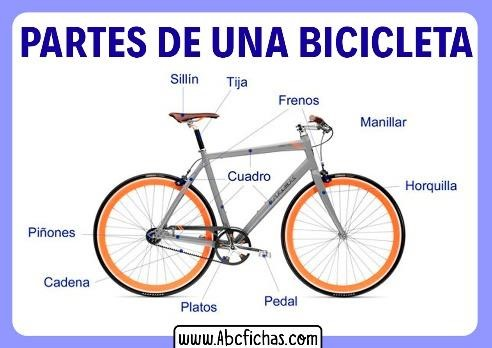 PARTES DE UNA BICICLETA
Sillín
Tija
Frenos
Manillar
Cuadro
Horquilla
Piñones
Cadena
Platos
Pedal
www.Abcfichas.com